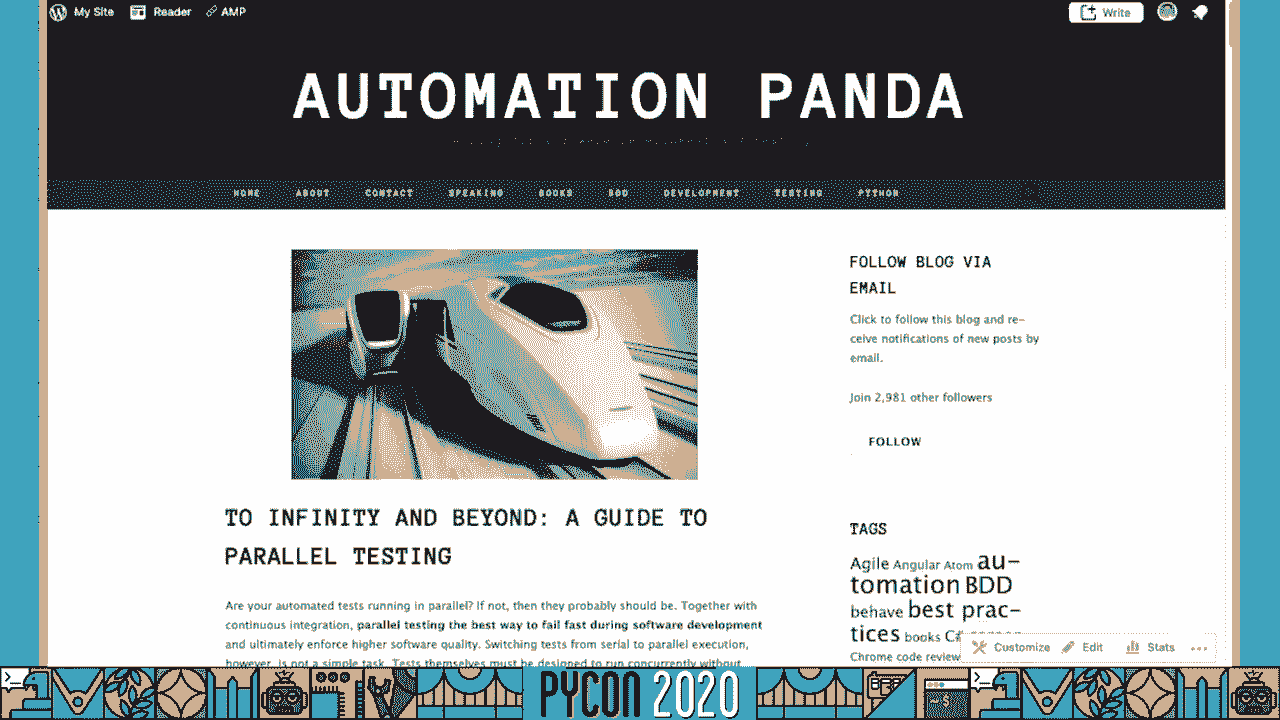 My Site Reader AMP Write
AUTOMATION PANDA
HOME ABOUT CONTACT SPEAKING BOOKS BDD DEVELOPMENT TESTING PYTHON
TO INFINITY AND BEYOND: A GUIDE TO
PARALLEL TESTING
Are your automated tests running in parallel? If not, then they probably should be. Together with
continuous integration, parallel testing the best way to fail fast during software development
and ultimately enforce higher software quality. Switching tests from serial to parallel execution,
however, is not a simple task. Tests themselves must be designed to run concurrently without
FOLLOW BLOG VIA
EMAIL
Click to follow this blog and re-
ceive notifications of new posts by
email.
Join 2,981 other followers
FOLLOW
TAGS
Agile Angular Atom au-
tomation BDD
behave best prac-
tices books
Chrome code review
Customize Edit Stats
PYCON 2020